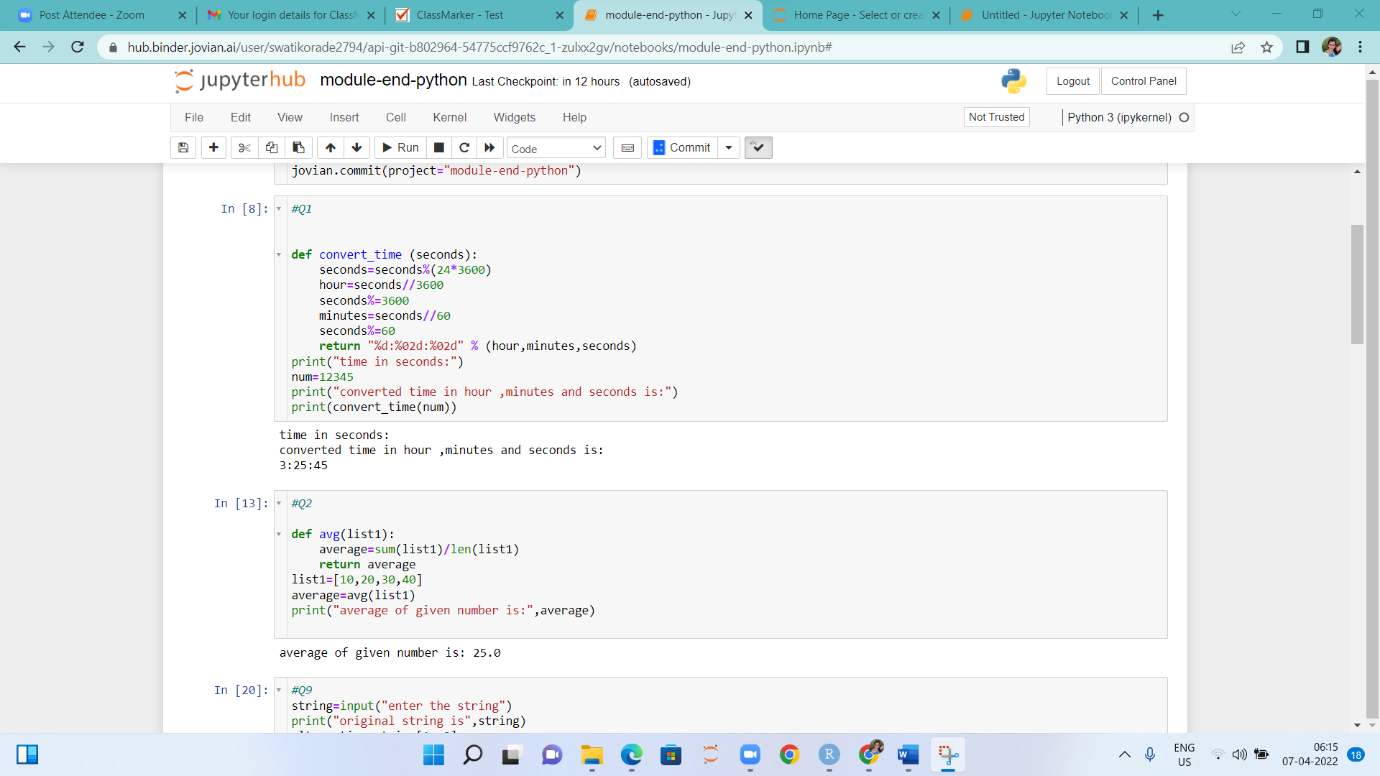 Post Attendee - Zoom
Your login details for Class
ClassMarker - Test
module-end-python - Jupyt
Home Page - Select or crea
Untitled - Jupyter Notebook
hub.binder.jovian.ai/user/swatikorade2794/api-git-b802964-54775ccf9762c_1-zulxx2gv/notebooks/module-end-python.ipynb#
jupyterhub module-end-python Last Checkpoint: in 12 hours (autosaved)
Logout Control Panel
File Edit View Insert Cell Kernel Widgets Help
Not Trusted Python 3 (ipykernel)
Run Code Commit
jovian.commit(project="module-end-python")
In [8]: #Q1
def convert_time (seconds):
seconds=seconds%(24*3600)
hour=seconds//3600
seconds%=3600
minutes=seconds//60
seconds%=60
return "%d:%02d:%02d" % (hour,minutes,seconds)
print("time in seconds:")
num=12345
print("converted time in hour ,minutes and seconds is:")
print(convert_time(num))
time in seconds:
converted time in hour ,minutes and seconds is:
3:25:45
In [13]: #Q2
def avg(list1):
average=sum(list1)/len(list1)
return average
list1=[10,20,30,40]
average=avg(list1)
print("average of given number is:",average)
average of given number is: 25.0
In [20]: #Q9
string=input("enter the string")
print("original string is",string)
ENG
US
06:15
07-04-2022
18